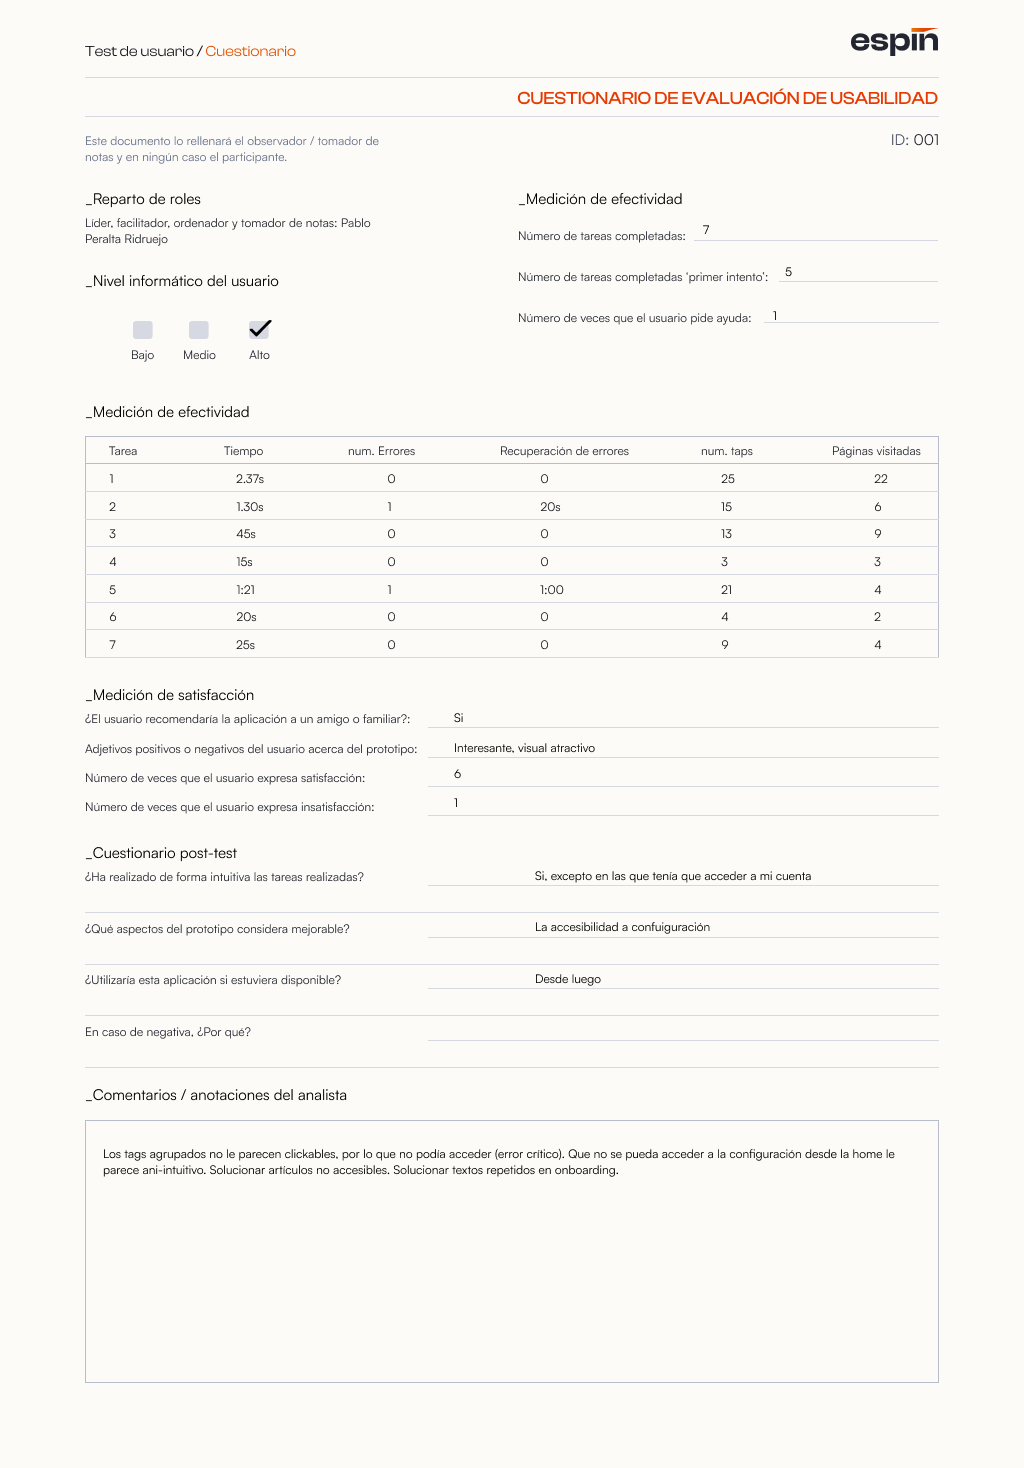 Test de usuario / Cuestionario
espiñ
CUESTIONARIO DE EVALUACIÓN DE USABILIDAD
Este documento lo rellenará el observador / tomador de
notas y en ningún caso el participante.
ID: 001
_Reparto de roles
Líder, facilitador, ordenador y tomador de notas: Pablo
Peralta Ridruejo
_Nivel informático del usuario
Bajo Medio Alto
_Medición de efectividad
Número de tareas completadas: 7
Número de tareas completadas 'primer intento': 5
Número de veces que el usuario pide ayuda: 1
_Medición de efectividad
Tarea Tiempo num. Errores Recuperación de errores num. taps Páginas visitadas
1 2.37s 0 0 25 22
2 1.30s 1 20s 15 6
3 45s 0 0 13 9
4 15s 0 0 3 3
5 1:21 1 1:00 21 4
6 20s 0 0 4 2
7 25s 0 0 9 4
_Medición de satisfacción
¿El usuario recomendaría la aplicación a un amigo o familiar?: Si
Adjetivos positivos o negativos del usuario acerca del prototipo: Interesante, visual atractivo
Número de veces que el usuario expresa satisfacción: 6
Número de veces que el usuario expresa insatisfacción: 1
_Cuestionario post-test
¿Ha realizado de forma intuitiva las tareas realizadas? Si, excepto en las que tenía que acceder a mi cuenta
¿Qué aspectos del prototipo considera mejorable? La accesibilidad a confuiguración
¿Utilizaría esta aplicación si estuviera disponible? Desde luego
En caso de negativa, ¿Por qué?
_Comentarios / anotaciones del analista
Los tags agrupados no le parecen clickables, por lo que no podía acceder (error crítico). Que no se pueda acceder a la configuración desde la home le
parece ani-intuitivo. Solucionar artículos no accesibles. Solucionar textos repetidos en onboarding.